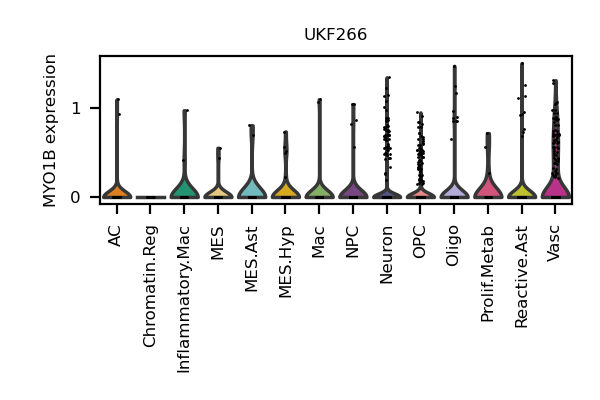 UKF266
MYO1B expression
1
0
AC
Chromatin.Reg
Inflammatory.Mac
MES
MES.Ast
MES.Hyp
Mac
NPC
Neuron
OPC
Oligo
Prolif.Metab
Reactive.Ast
Vasc